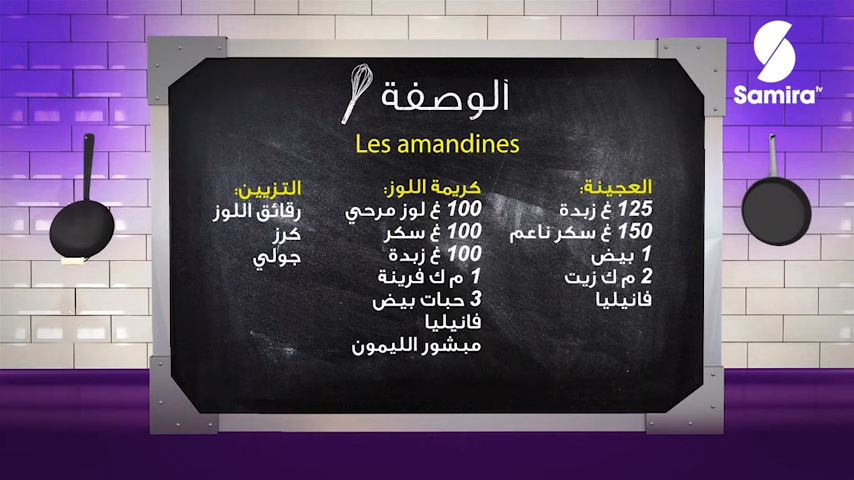 Samira tv
الوصفة
Les amandines
العجينة:
125 غ زبدة
150 غ سكر ناعم
1 بيض
2 م ك زيت
فانيليا
كريمة اللوز:
100 غ لوز مرحي
100 غ سكر
100 غ زبدة
1 م ك فرينة
3 حبات بيض
فانيليا
مبشور الليمون
التزيين:
رقائق اللوز
كرز
جولي